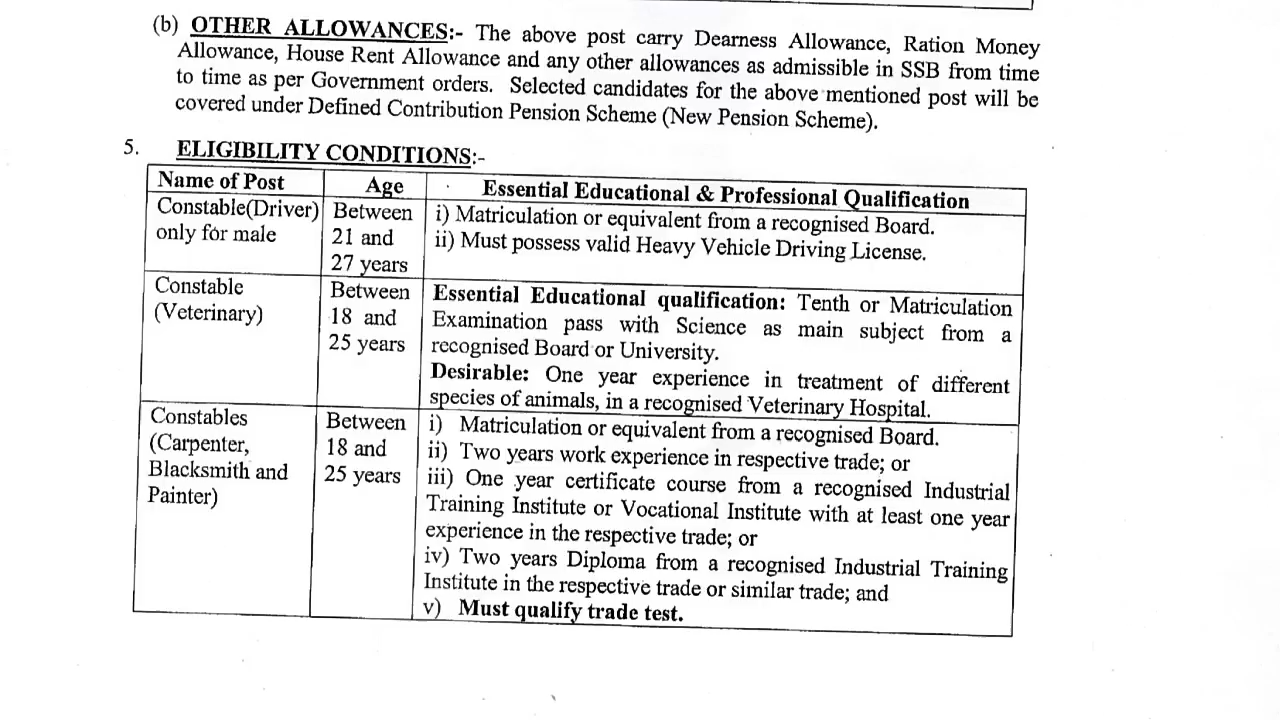 (b) OTHER ALLOWANCES:- The above post carry Dearness Allowance, Ration Money
Allowance, House Rent Allowance and any other allowances as admissible in SSB from time
to time as per Government orders. Selected candidates for the above mentioned post will be
covered under Defined Contribution Pension Scheme (New Pension Scheme).
5. ELIGIBILITY CONDITIONS:-
Name of Post Age Essential Educational & Professional Qualification
Constable(Driver) Between i) Matriculation or equivalent from a recognised Board.
only for male 21 and ii) Must possess valid Heavy Vehicle Driving License.
27 years
Constable Between Essential Educational qualification: Tenth or Matriculation
(Veterinary) 18 and Examination pass with Science as main subject from a
25 years recognised Board or University.
Desirable: One year experience in treatment of different
species of animals, in a recognised Veterinary Hospital.
Constables Between i) Matriculation or equivalent from a recognised Board.
(Carpenter, 18 and ii) Two years work experience in respective trade; or
Blacksmith and 25 years iii) One year certificate course from a recognised Industrial
Painter) Training Institute or Vocational Institute with at least one year
experience in the respective trade; or
iv) Two years Diploma from a recognised Industrial Training
Institute in the respective trade or similar trade; and
v) Must qualify trade test.